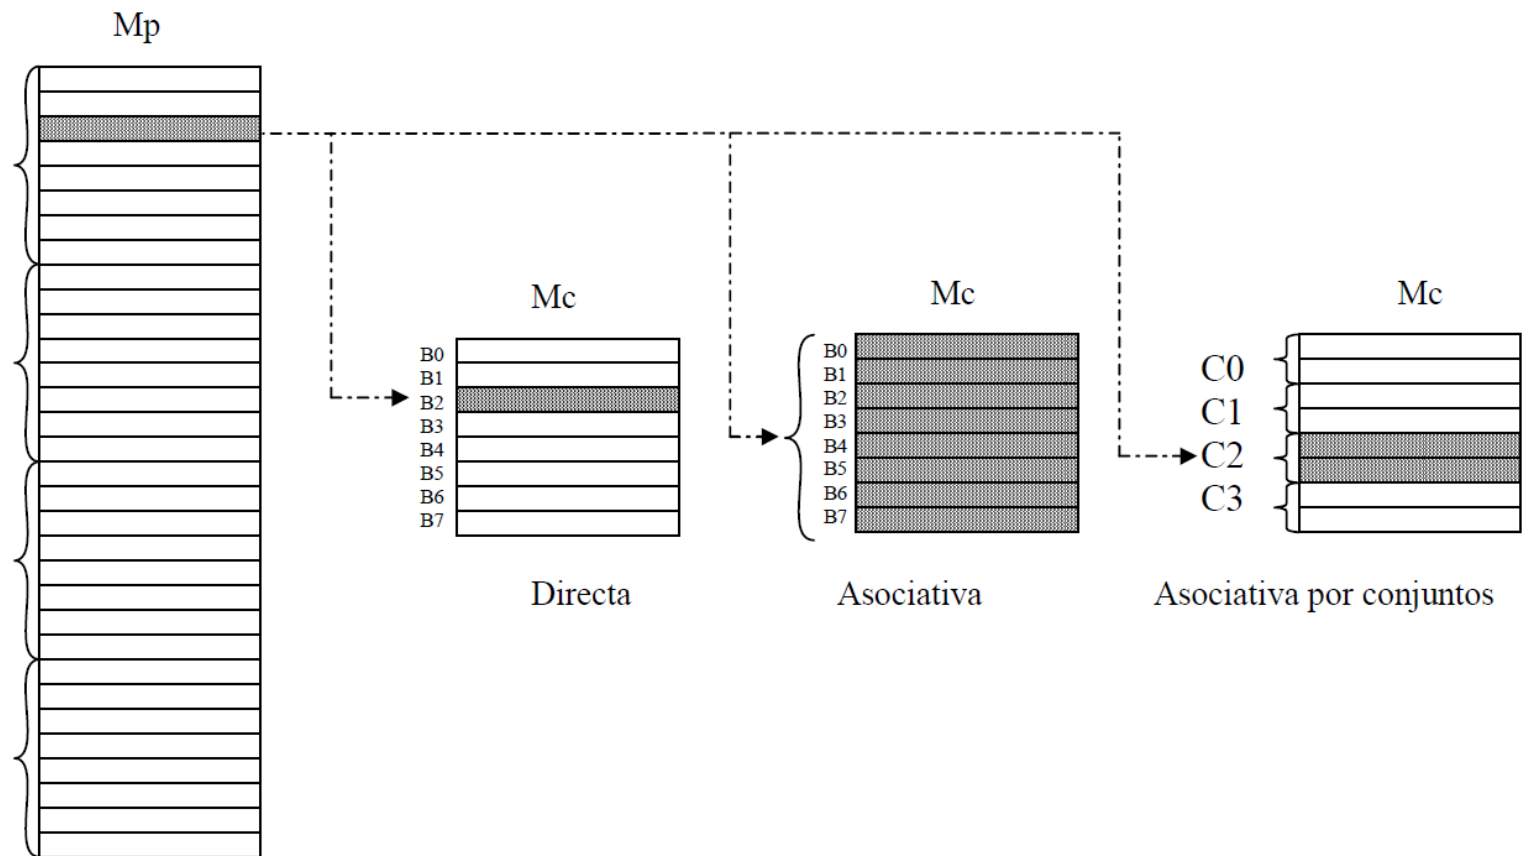 Mp
Mc
B0
B1
B2
B3
B4
B5
B6
B7
Directa
Mc
B0
B1
B2
B3
B4
B5
B6
B7
Asociativa
Mc
C0
C1
C2
C3
Asociativa por conjuntos